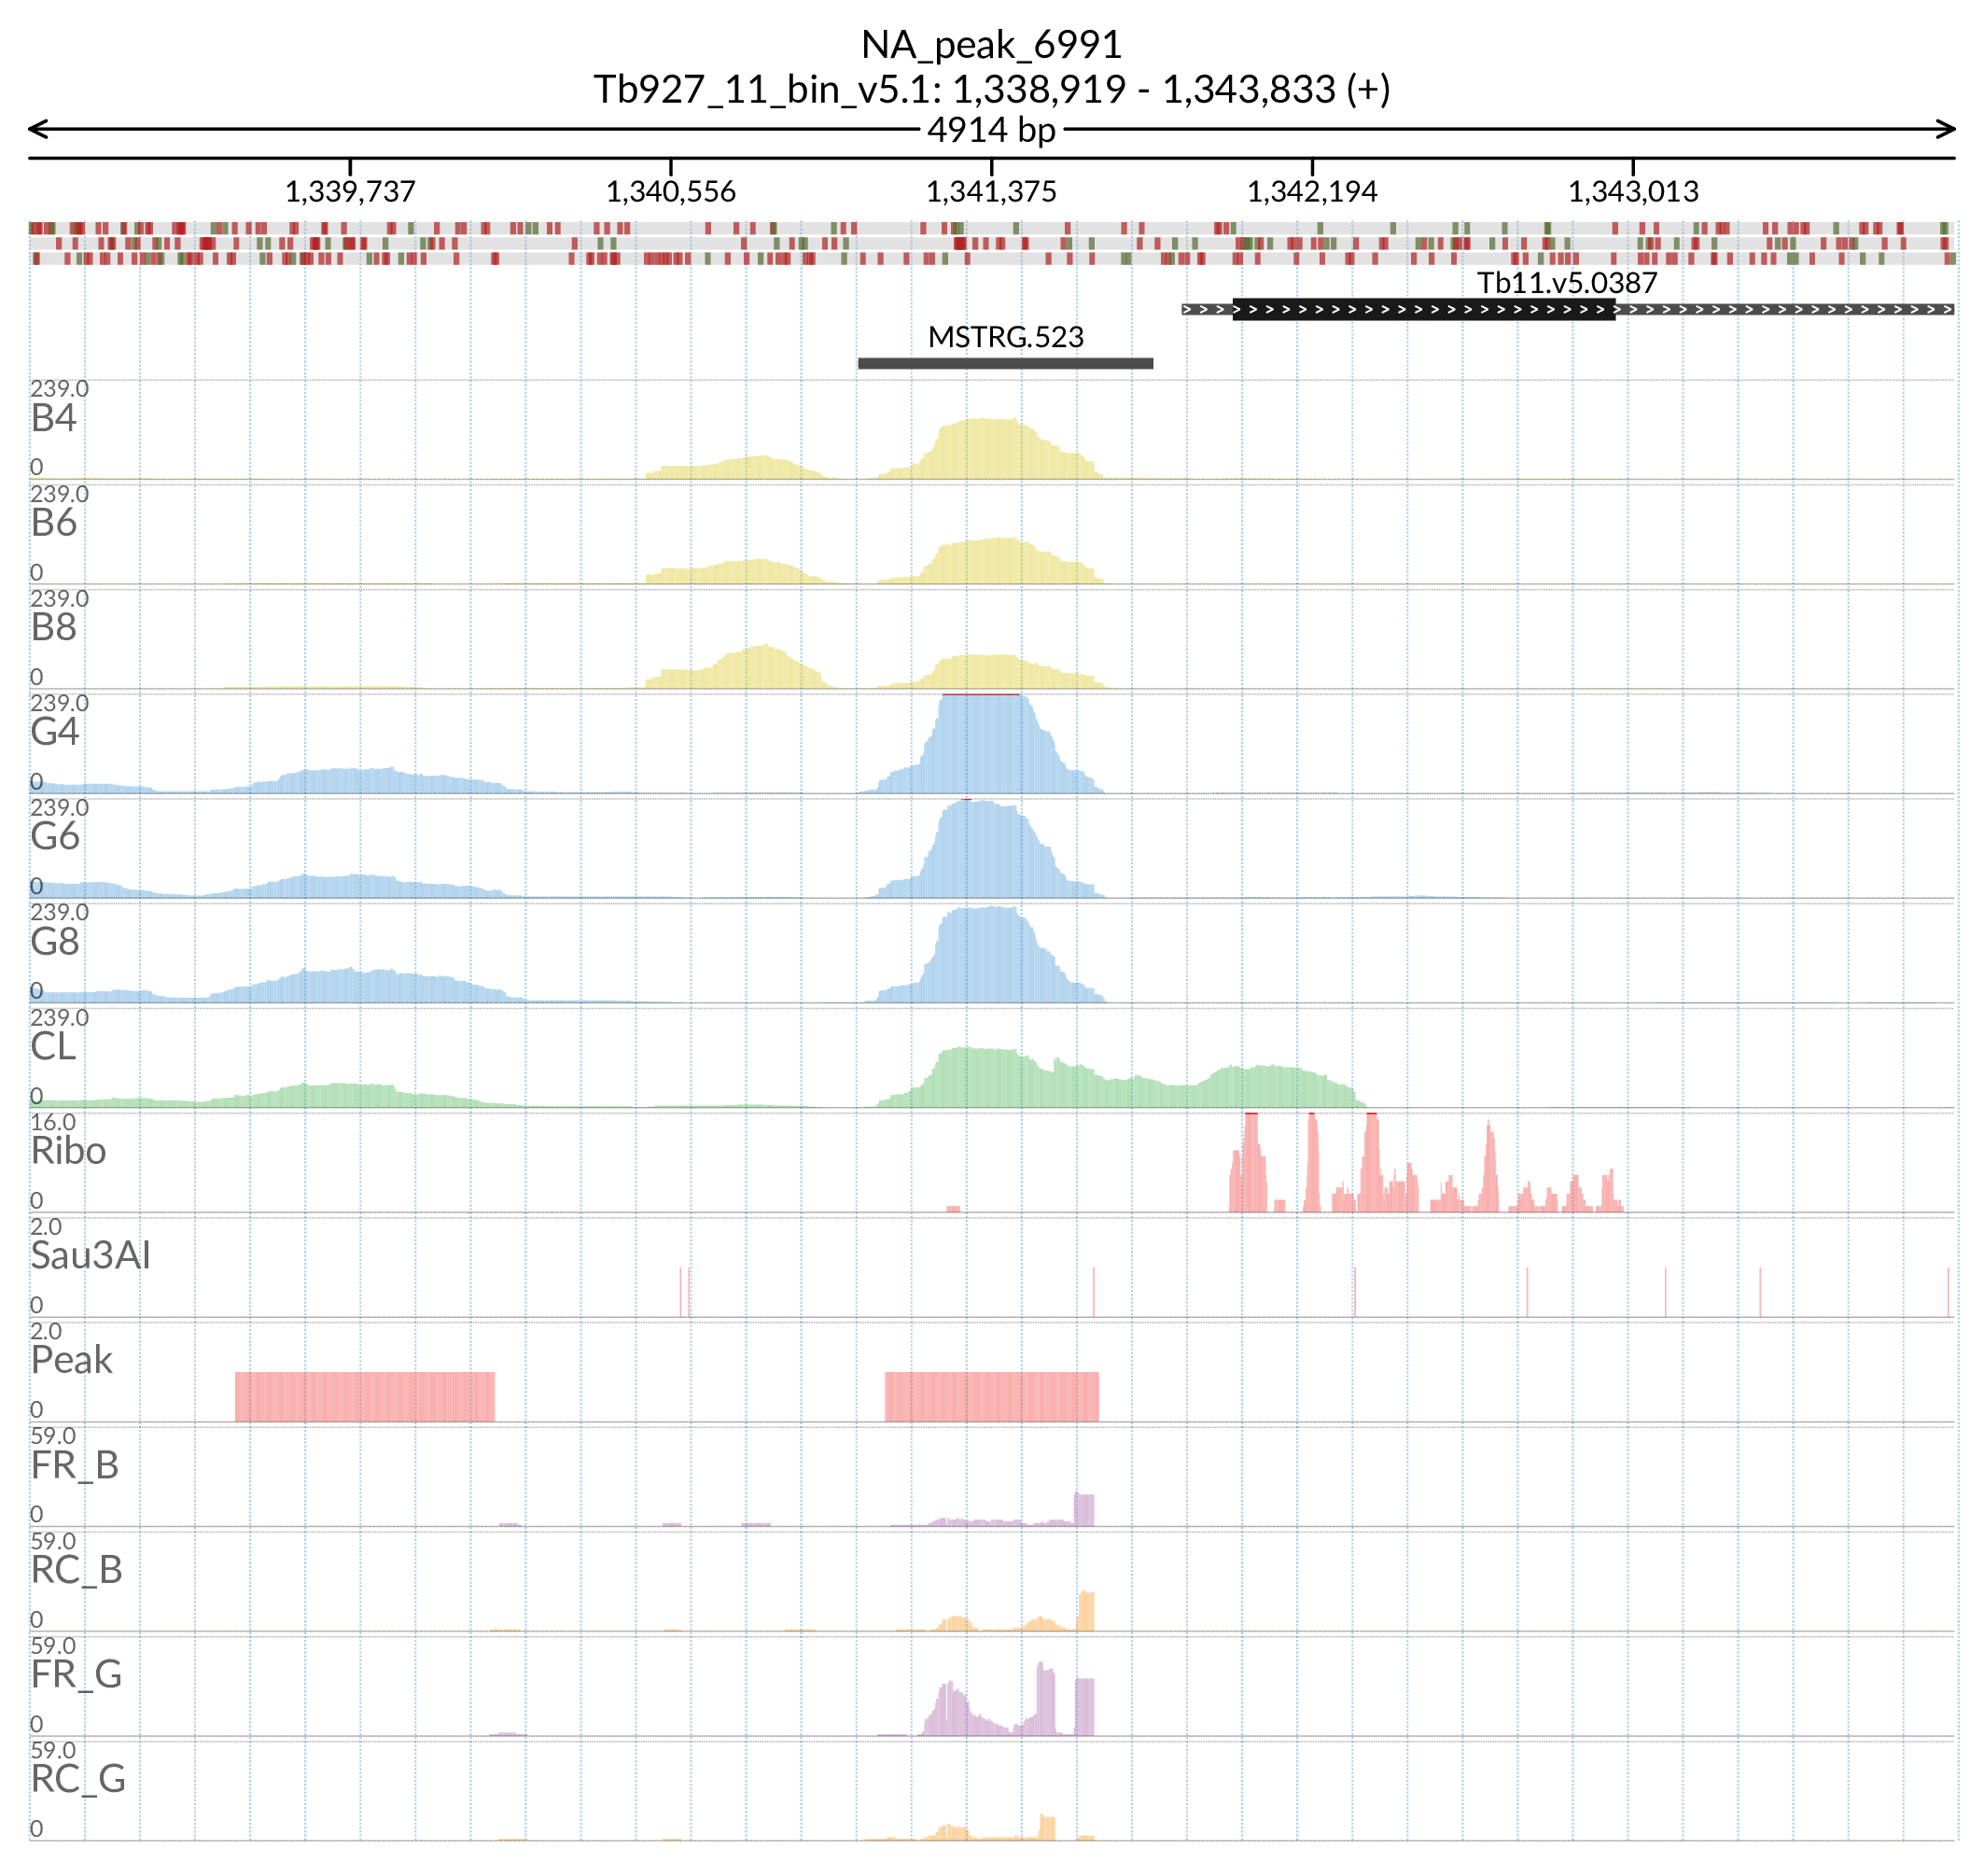 NA_peak_6991
Tb927_11_bin_v5.1: 1,338,919 - 1,343,833 (+)
4914 bp
1,339,737 1,340,556 1,341,375 1,342,194 1,343,013
Tb11.v5.0387
MSTRG.523
239.0
B4
0
239.0
B6
0
239.0
B8
0
239.0
G4
0
239.0
G6
0
239.0
G8
0
239.0
CL
0
16.0
Ribo
0
2.0
Sau3AI
0
2.0
Peak
0
59.0
FR_B
0
59.0
RC_B
0
59.0
FR_G
0
59.0
RC_G
0